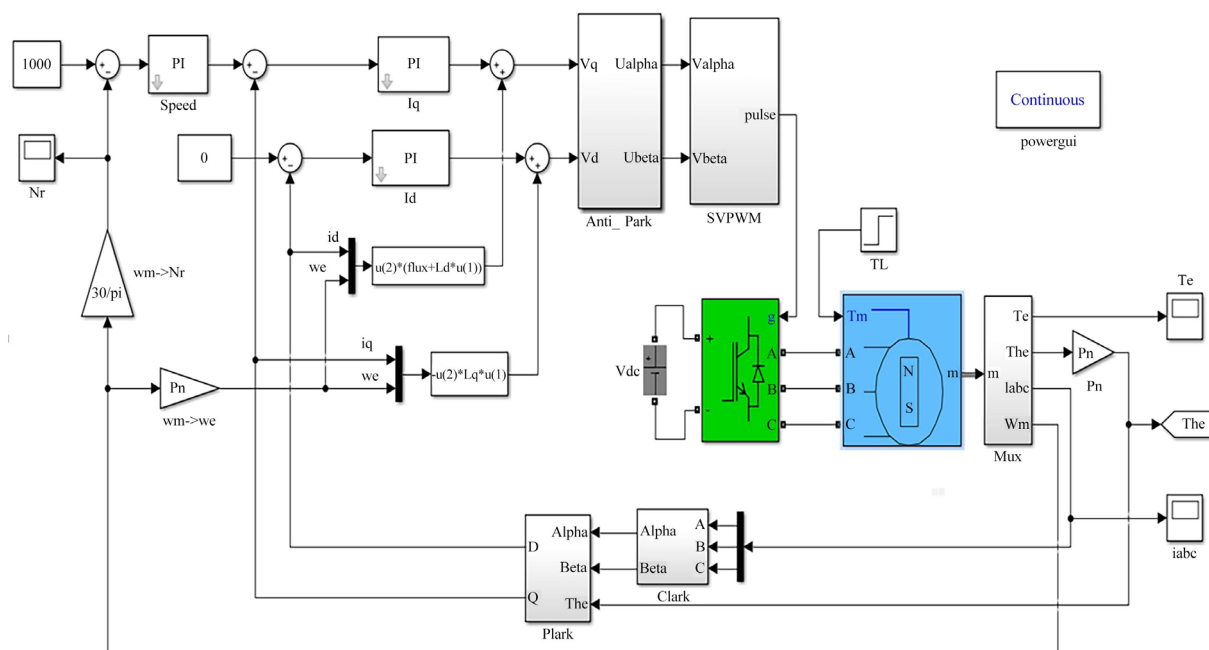 1000
PI
Speed
PI
Iq
Vq
Ualpha
Valpha
pulse
Continuous
powergui
Nr
0
PI
Id
Vd
Ubeta
Vbeta
Anti_ Park
SVPWM
wm->Nr
30/pi
id
we
u(2)*(flux+Ld*u(1))
TL
Te
iq
we
-u(2)*Lq*u(1)
Pn
wm->we
Vdc
+
-
g
A
B
C
Tm
A
B
C
N
S
m
m
Te
The
Iabc
Wm
Mux
Pn
Pn
The
iabc
D
Q
Alpha
Beta
The
Plark
Alpha
Beta
A
B
C
Clark